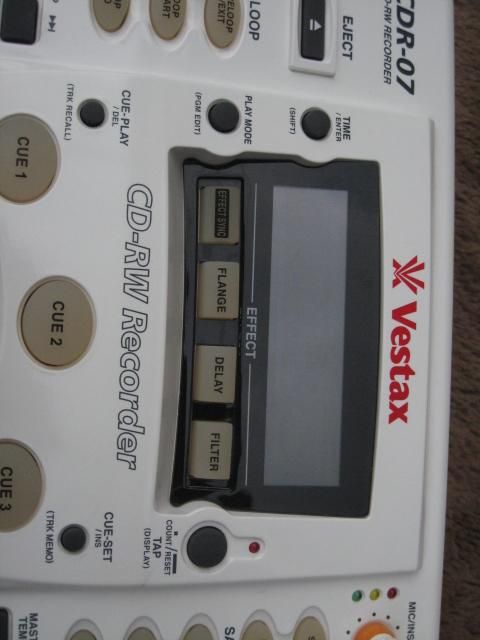 CDR-07
CD-RW RECORDER
EJECT
LOOP
Vestax
TIME
/ENTER
(SHIFT)
PLAY MODE
(PGM EDIT)
CUE-PLAY
/DEL
(TRK RECALL)
EFFECT
EFFECT SYNC
FLANGE
DELAY
FILTER
CD-RW Recorder
CUE 1
CUE 2
CUE 3
COUNT/RESET
TAP
(DISPLAY)
CUE-SET
/INS
(TRK MEMO)